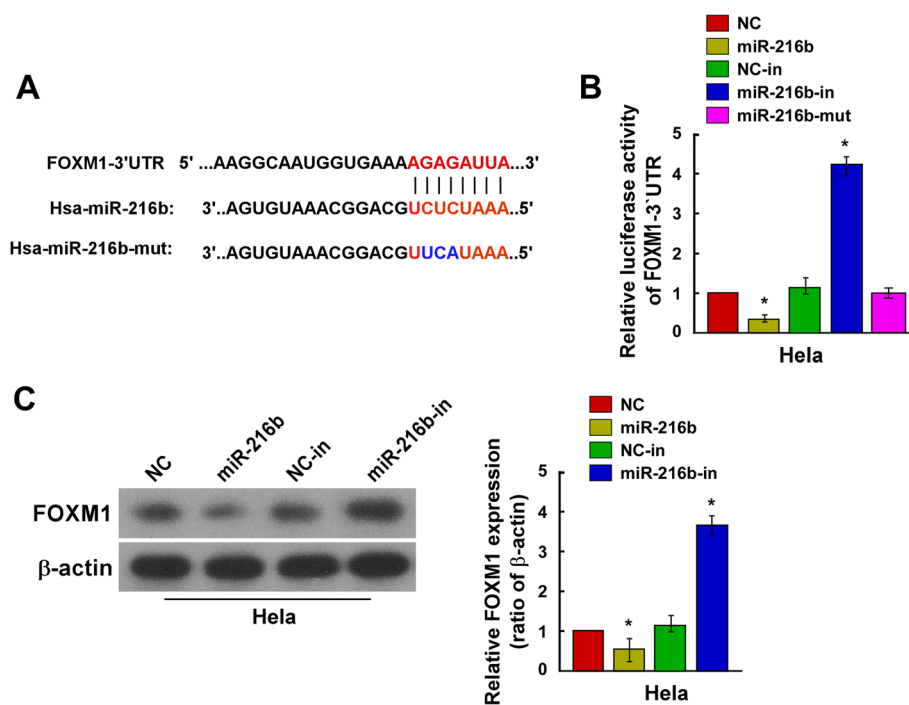 A
FOXM1-3'UTR 5' ...AAGGCAAUGGUGAAAAGAGAUUA...3'
Hsa-miR-216b: 3'..AGUGUAAACGGACGUCUCUAAA..5'
Hsa-miR-216b-mut: 3'..AGUGUAAACGGACGUUCAUAAA..5'
B
NC
miR-216b
NC-in
miR-216b-in
miR-216b-mut
Relative luciferase activity
of FOXM1-3`UTR
5
4
3
2
1
0
*
*
Hela
C
NC
miR-216b
NC-in
miR-216b-in
FOXM1
β-actin
Hela
NC
miR-216b
NC-in
miR-216b-in
Relative FOXM1 expression
(ratio of β-actin)
5
4
3
2
1
0
*
*
Hela